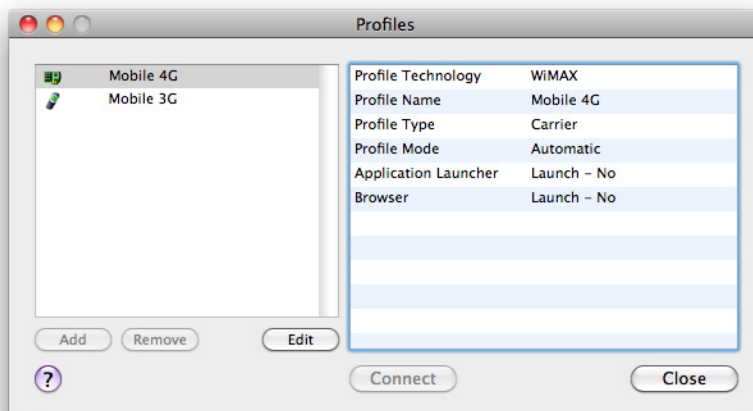 Profiles
Mobile 4G
Mobile 3G
Profile Technology WiMAX
Profile Name Mobile 4G
Profile Type Carrier
Profile Mode Automatic
Application Launcher Launch – No
Browser Launch – No
Add Remove Edit
? Connect Close